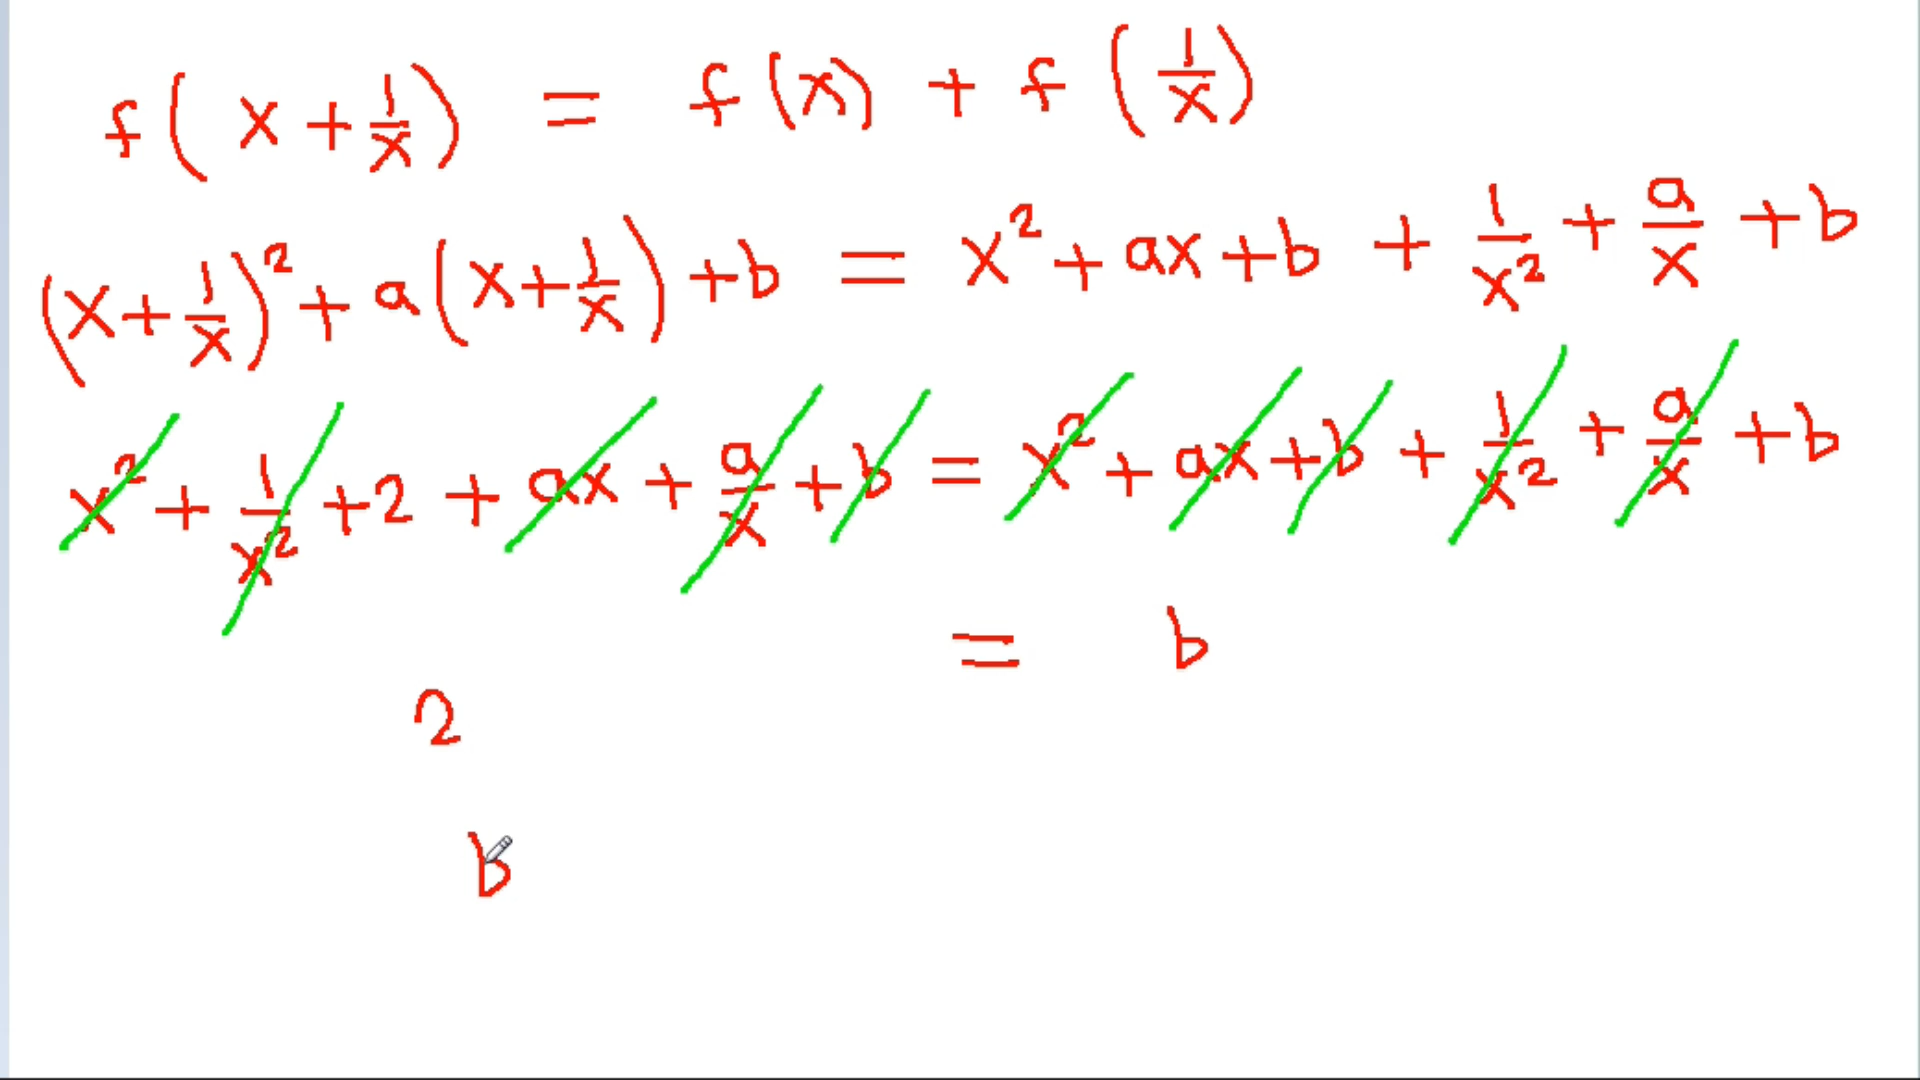 f(x+1/x) = f(x) + f(1/x)
(x+1/x)² + a(x+1/x) + b = x² + ax + b + 1/x² + a/x + b
x² + 1/x² + 2 + ax + a/x + b = x² + ax + b + 1/x² + a/x + b
= b
2
b